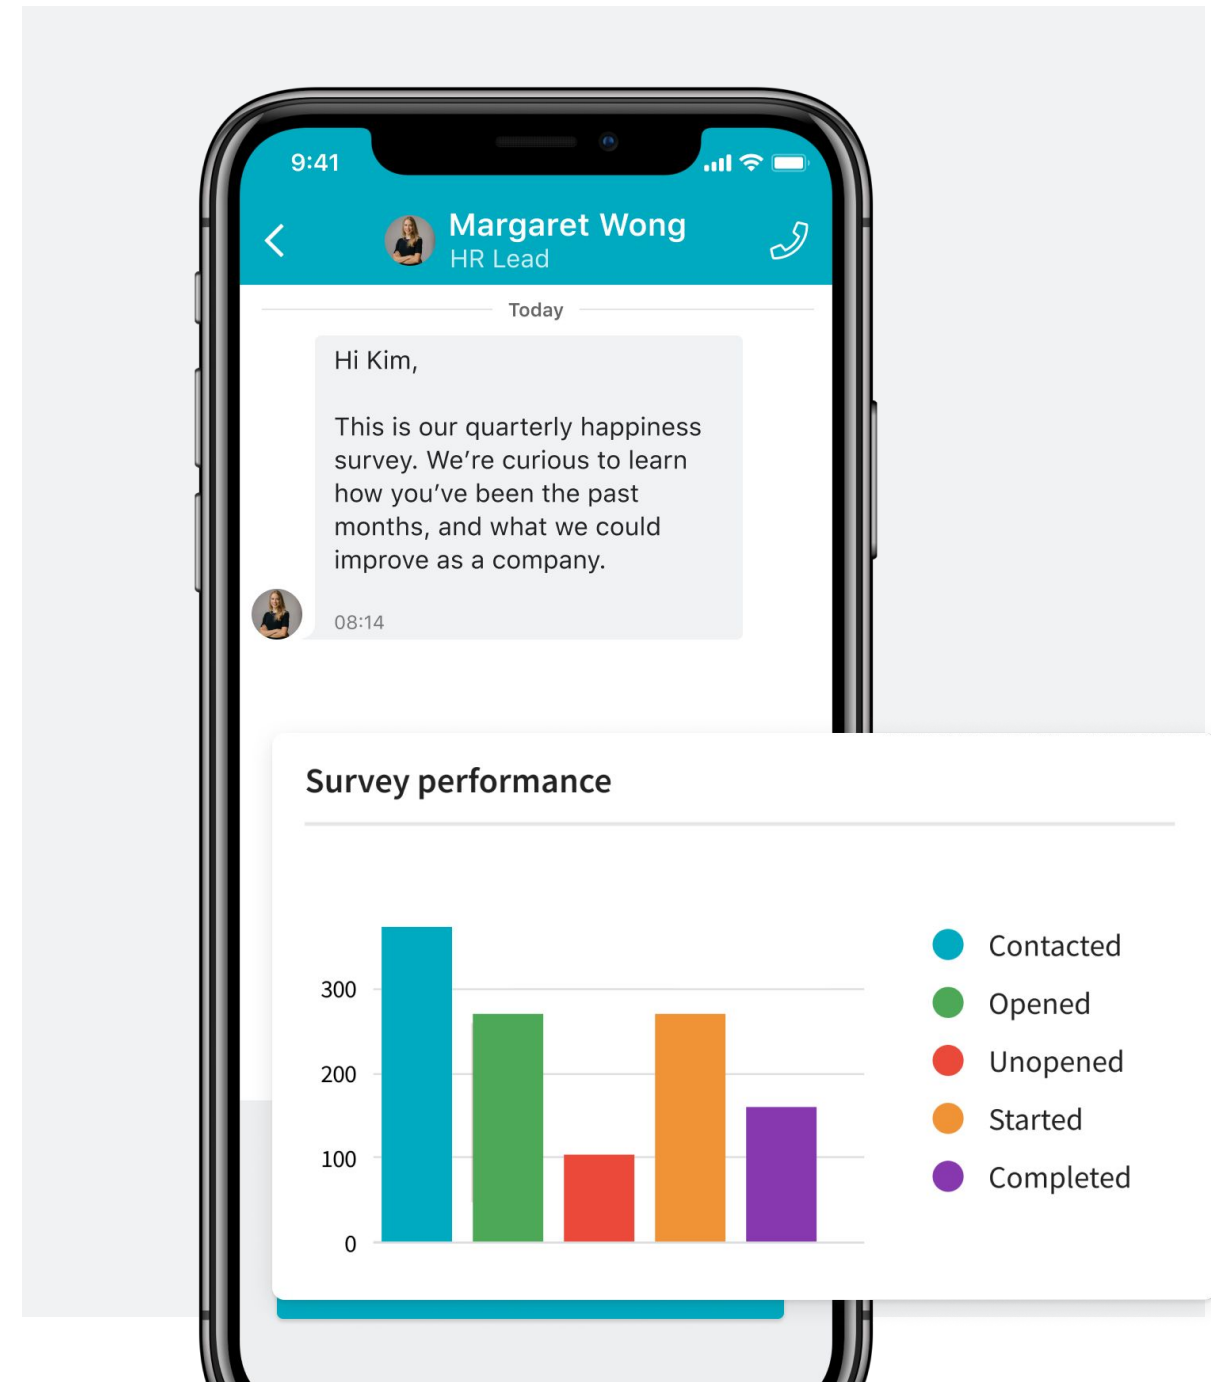 9:41
Margaret Wong
HR Lead
Today
Hi Kim,
This is our quarterly happiness
survey. We’re curious to learn
how you’ve been the past
months, and what we could
improve as a company.
08:14
Survey performance
300
200
100
0
Contacted
Opened
Unopened
Started
Completed